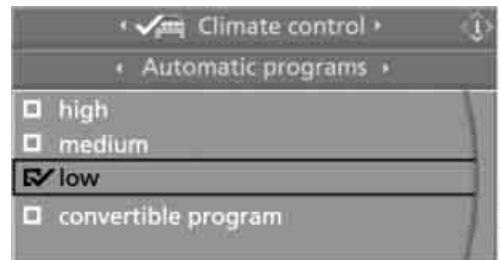 Climate control
Automatic programs
high
medium
low
convertible program